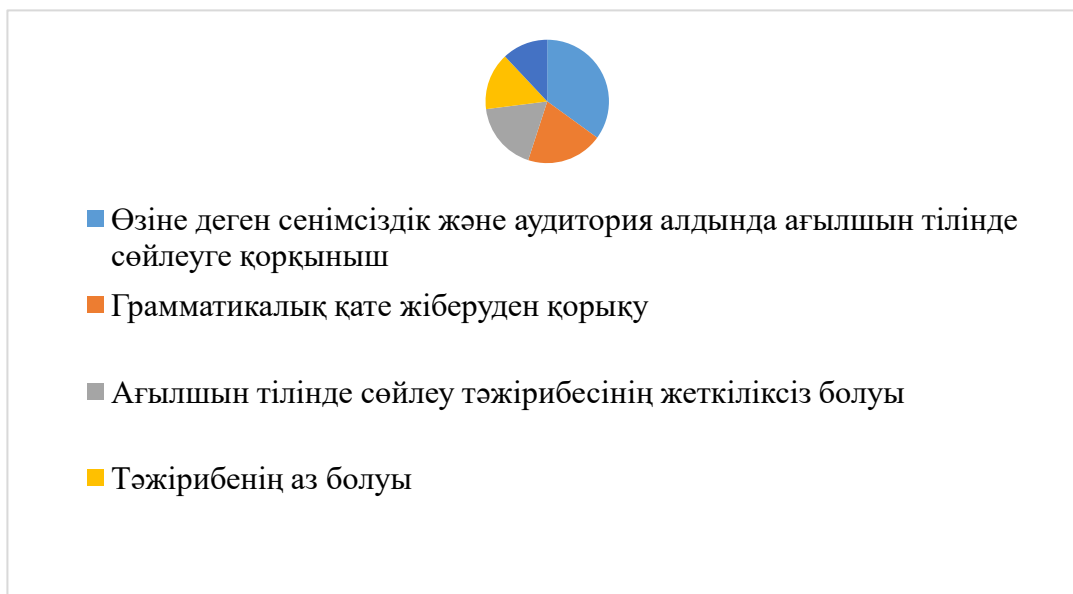 Өзіне деген сенімсіздік және аудитория алдында ағылшын тілінде
сөйлеуге қорқыныш
Грамматикалық қате жіберуден қорықу
Ағылшын тілінде сөйлеу тәжірибесінің жеткіліксіз болуы
Тәжірибенің аз болуы